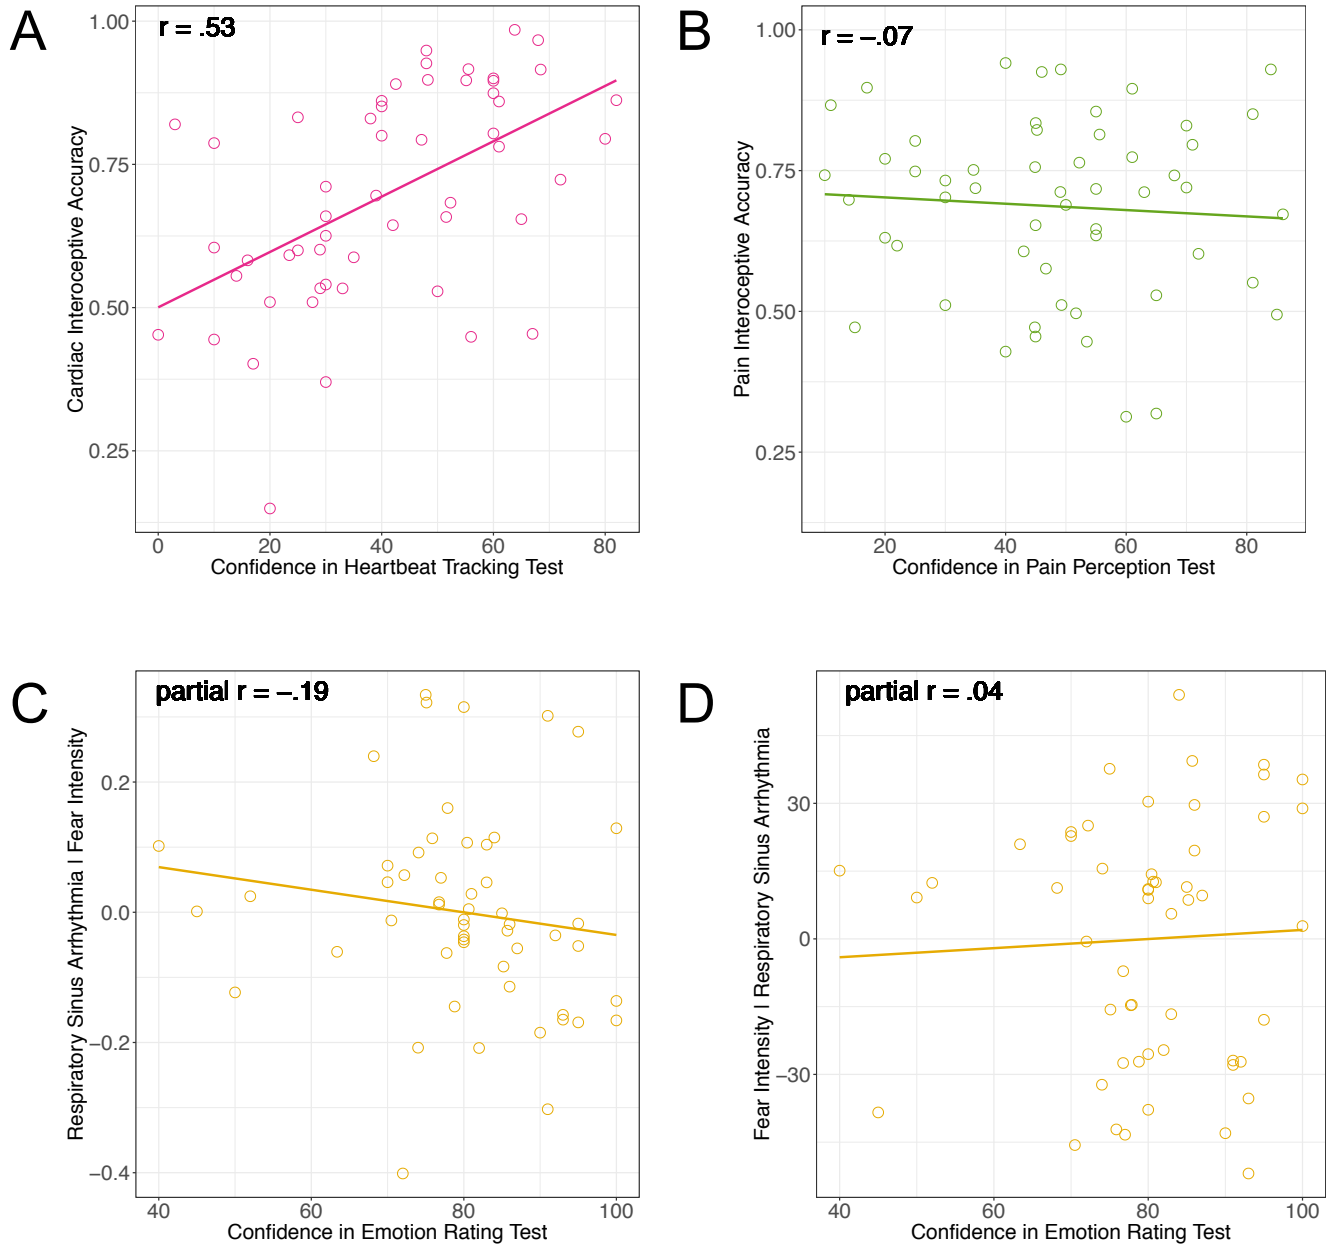 A
r = .53
1.00
0.75
0.50
0.25
Cardiac Interoceptive Accuracy
0 20 40 60 80
Confidence in Heartbeat Tracking Test
B
r = –.07
1.00
0.75
0.50
0.25
Pain Interoceptive Accuracy
20 40 60 80
Confidence in Pain Perception Test
C
partial r = –.19
0.2
0.0
−0.2
−0.4
Respiratory Sinus Arrhythmia | Fear Intensity
40 60 80 100
Confidence in Emotion Rating Test
D
partial r = .04
30
0
−30
Fear Intensity | Respiratory Sinus Arrhythmia
40 60 80 100
Confidence in Emotion Rating Test